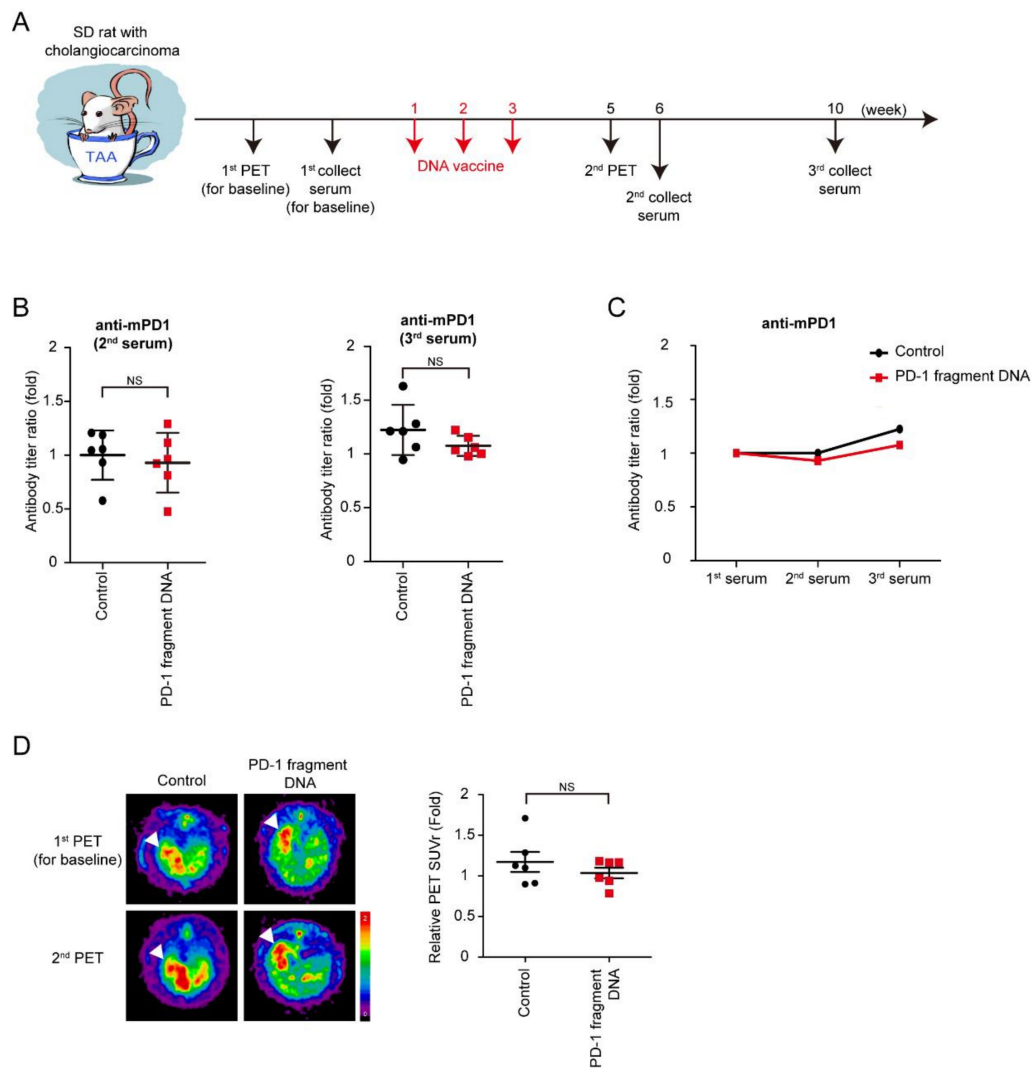 A
SD rat with
cholangiocarcinoma
TAA
1
2
3
5
6
10
(week)
1st PET
(for baseline)
1st collect
serum
(for baseline)
DNA vaccine
2nd PET
2nd collect
serum
3rd collect
serum
B
anti-mPD1
(2nd serum)
Antibody titer ratio (fold)
2
1.5
1
0.5
0
NS
Control
PD-1 fragment DNA
anti-mPD1
(3rd serum)
Antibody titer ratio (fold)
2
1.5
1
0.5
0
NS
Control
PD-1 fragment DNA
C
anti-mPD1
Antibody titer ratio (fold)
2
1.5
1
0.5
0
Control
PD-1 fragment DNA
1st serum
2nd serum
3rd serum
D
Control
PD-1 fragment
DNA
1st PET
(for baseline)
2nd PET
2
0
Relative PET SUVr (Fold)
2
1.5
1
0.5
0
NS
Control
PD-1 fragment
DNA